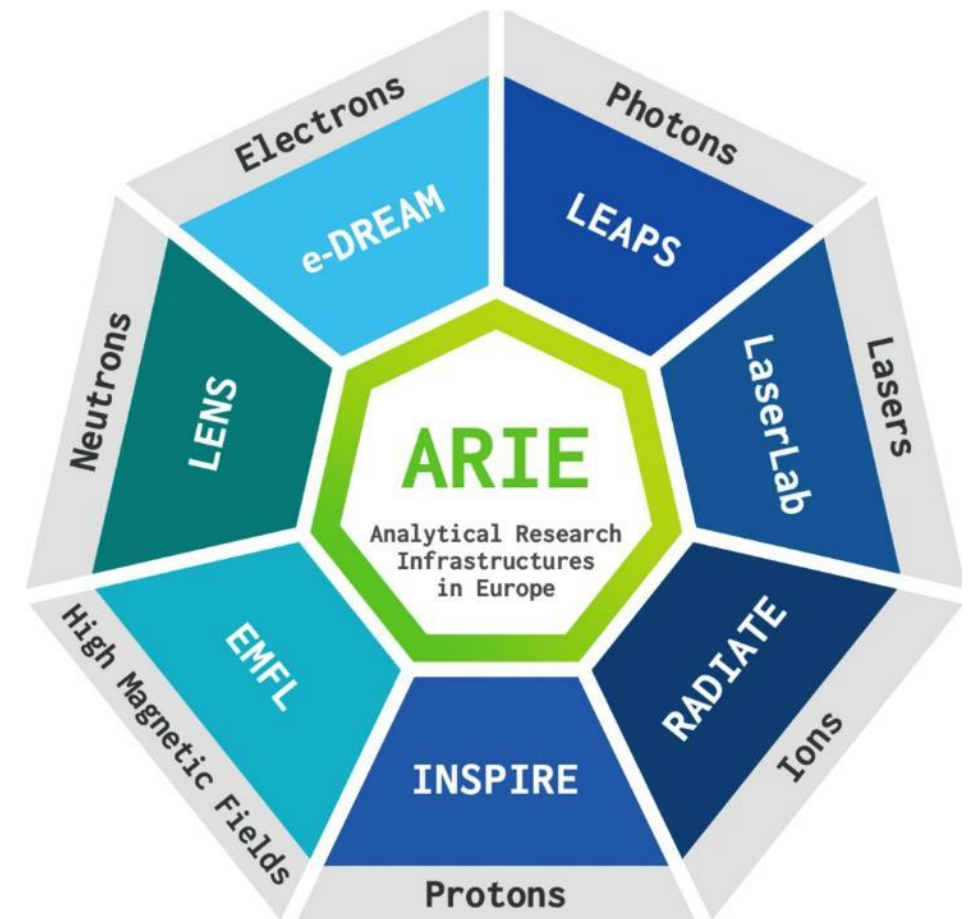 Electrons
Photons
e-DREAM
LEAPS
Neutrons
LENS
LaserLab
Lasers
ARIE
Analytical Research
Infrastructures
in Europe
High Magnetic Fields
EMFL
RADIATE
Ions
INSPIRE
Protons